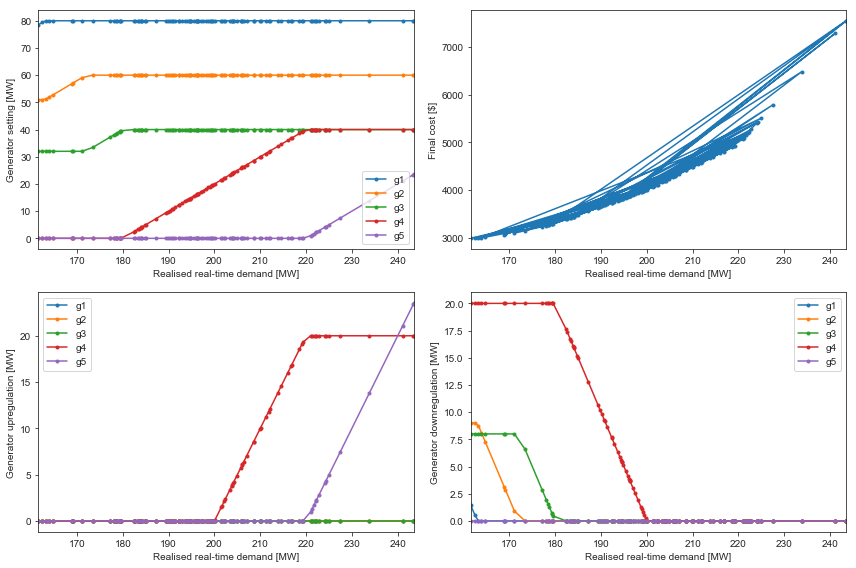 Generator setting [MW]
80
70
60
50
40
30
20
10
0
170 180 190 200 210 220 230 240
Realised real-time demand [MW]
g1
g2
g3
g4
g5
Final cost [$]
7000
6000
5000
4000
3000
170 180 190 200 210 220 230 240
Realised real-time demand [MW]
Generator upregulation [MW]
20
15
10
5
0
170 180 190 200 210 220 230 240
Realised real-time demand [MW]
g1
g2
g3
g4
g5
Generator downregulation [MW]
20.0
17.5
15.0
12.5
10.0
7.5
5.0
2.5
0.0
170 180 190 200 210 220 230 240
Realised real-time demand [MW]
g1
g2
g3
g4
g5